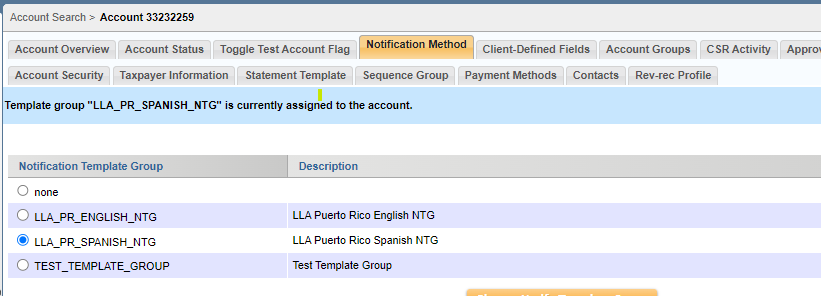 Account Search > Account 33232259
Account Overview Account Status Toggle Test Account Flag Notification Method Client-Defined Fields Account Groups CSR Activity
Account Security Taxpayer Information Statement Template Sequence Group Payment Methods Contacts Rev-rec Profile
Template group "LLA_PR_SPANISH_NTG" is currently assigned to the account.
Notification Template Group Description
none
LLA_PR_ENGLISH_NTG LLA Puerto Rico English NTG
LLA_PR_SPANISH_NTG LLA Puerto Rico Spanish NTG
TEST_TEMPLATE_GROUP Test Template Group